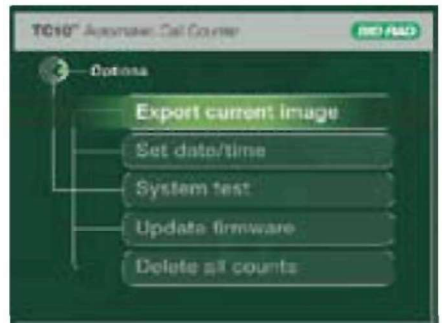 TC10™ Automated Cell Counter
BIO-RAD
Options
Export current image
Set date/time
System test
Update firmware
Delete all counts